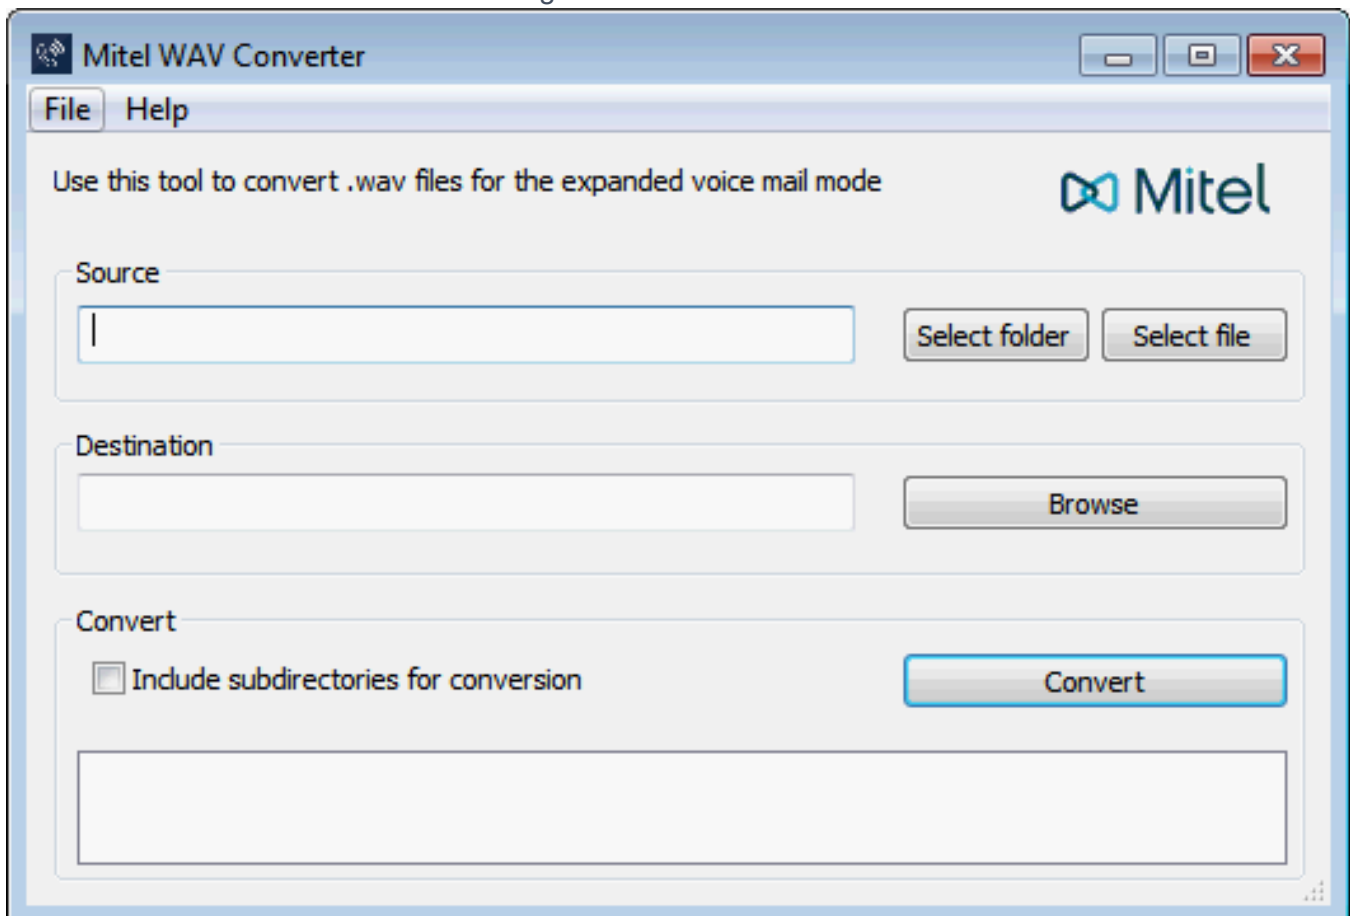 Mitel WAV Converter
File Help
Use this tool to convert .wav files for the expanded voice mail mode
Mitel
Source
Select folder Select file
Destination
Browse
Convert
Include subdirectories for conversion Convert